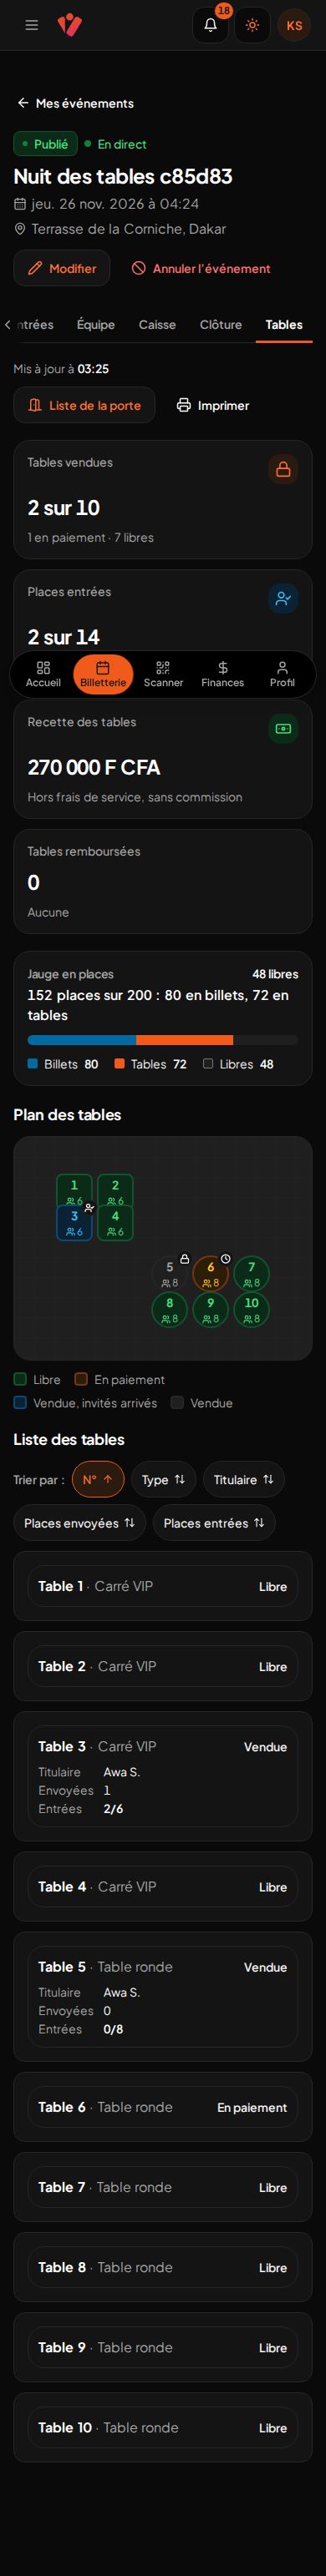 18
KS
Mes événements
Publié
En direct
Nuit des tables c85d83
jeu. 26 nov. 2026 à 04:24
Terrasse de la Corniche, Dakar
Modifier
Annuler l'événement
ntrées Équipe Caisse Clôture Tables
Mis à jour à 03:25
Liste de la porte
Imprimer
Tables vendues
2 sur 10
1 en paiement · 7 libres
Places entrées
2 sur 14
Accueil Billetterie Scanner Finances Profil
Recette des tables
270 000 F CFA
Hors frais de service, sans commission
Tables remboursées
0
Aucune
Jauge en places 48 libres
152 places sur 200 : 80 en billets, 72 en
tables
Billets 80 Tables 72 Libres 48
Plan des tables
1 2
6 6
3 4
6 6
5 6 7
8 8 8
8 9 10
8 8 8
Libre En paiement
Vendue, invités arrivés Vendue
Liste des tables
Trier par : N° Type Titulaire
Places envoyées Places entrées
Table 1 · Carré VIP Libre
Table 2 · Carré VIP Libre
Table 3 · Carré VIP Vendue
Titulaire Awa S.
Envoyées 1
Entrées 2/6
Table 4 · Carré VIP Libre
Table 5 · Table ronde Vendue
Titulaire Awa S.
Envoyées 0
Entrées 0/8
Table 6 · Table ronde En paiement
Table 7 · Table ronde Libre
Table 8 · Table ronde Libre
Table 9 · Table ronde Libre
Table 10 · Table ronde Libre